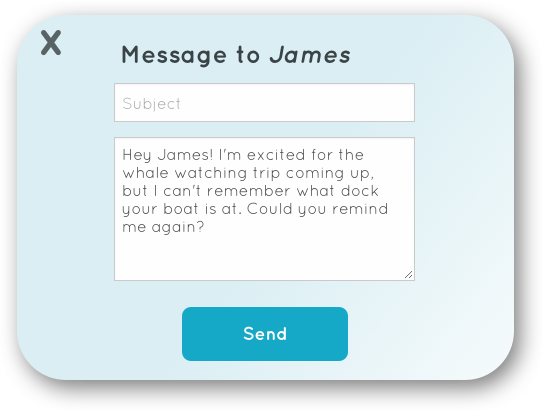 X
Message to James
Subject
Hey James! I'm excited for the
whale watching trip coming up,
but I can't remember what dock
your boat is at. Could you remind
me again?
Send